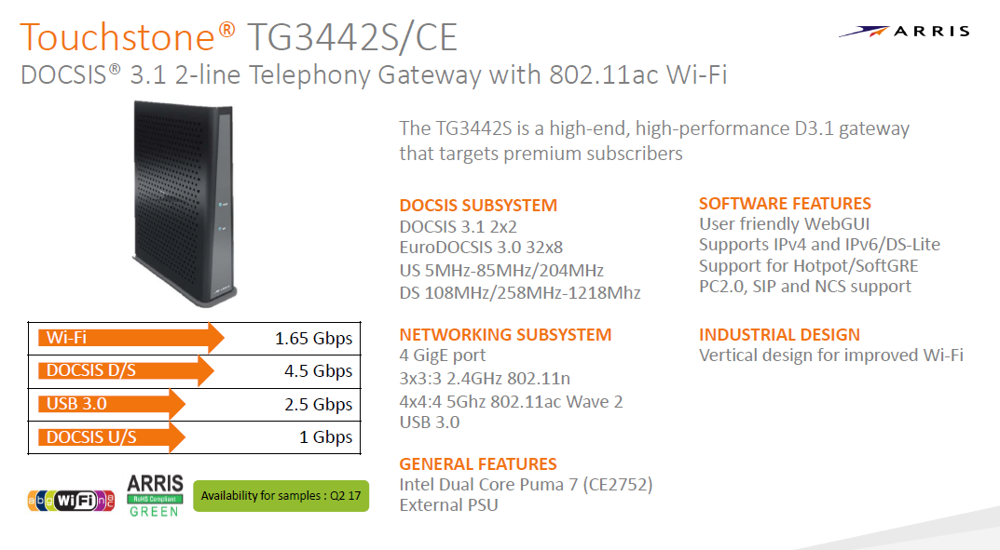 Touchstone® TG3442S/CE
ARRIS
DOCSIS® 3.1 2-line Telephony Gateway with 802.11ac Wi-Fi
The TG3442S is a high-end, high-performance D3.1 gateway
that targets premium subscribers
DOCSIS SUBSYSTEM
DOCSIS 3.1 2x2
EuroDOCSIS 3.0 32x8
US 5MHz-85MHz/204MHz
DS 108MHz/258MHz-1218Mhz
SOFTWARE FEATURES
User friendly WebGUI
Supports IPv4 and IPv6/DS-Lite
Support for Hotpot/SoftGRE
PC2.0, SIP and NCS support
Wi-Fi 1.65 Gbps
DOCSIS D/S 4.5 Gbps
USB 3.0 2.5 Gbps
DOCSIS U/S 1 Gbps
NETWORKING SUBSYSTEM
4 GigE port
3x3:3 2.4GHz 802.11n
4x4:4 5Ghz 802.11ac Wave 2
USB 3.0
INDUSTRIAL DESIGN
Vertical design for improved Wi-Fi
GENERAL FEATURES
Intel Dual Core Puma 7 (CE2752)
External PSU
a b g WiFi n ac
ARRIS
RoHS Compliant
GREEN
Availability for samples : Q2 17